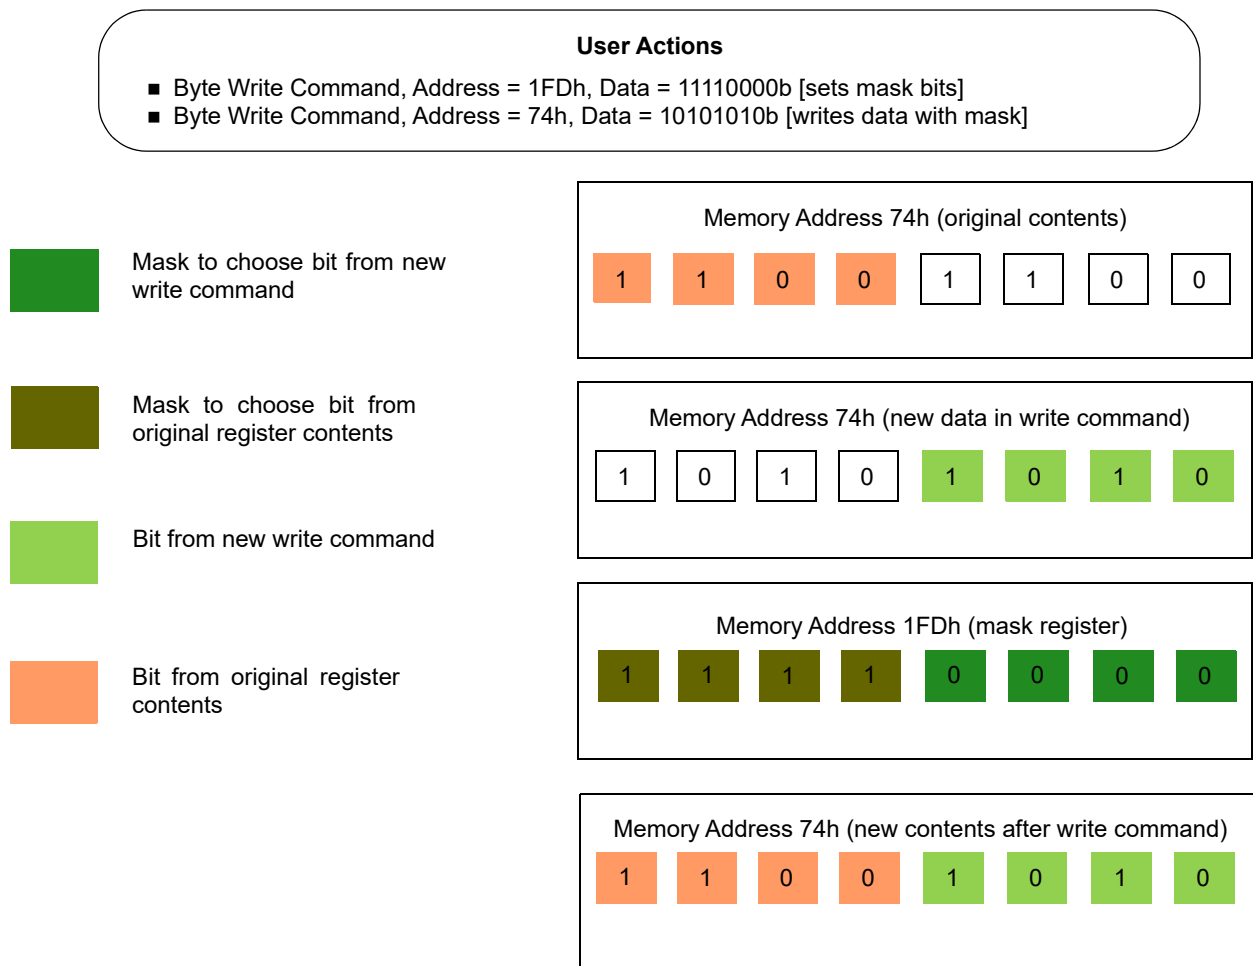 User Actions
■ Byte Write Command, Address = 1FDh, Data = 11110000b [sets mask bits]
■ Byte Write Command, Address = 74h, Data = 10101010b [writes data with mask]
Mask to choose bit from new
write command
Mask to choose bit from
original register contents
Bit from new write command
Bit from original register
contents
Memory Address 74h (original contents)
1 1 0 0 1 1 0 0
Memory Address 74h (new data in write command)
1 0 1 0 1 0 1 0
Memory Address 1FDh (mask register)
1 1 1 1 0 0 0 0
Memory Address 74h (new contents after write command)
1 1 0 0 1 0 1 0